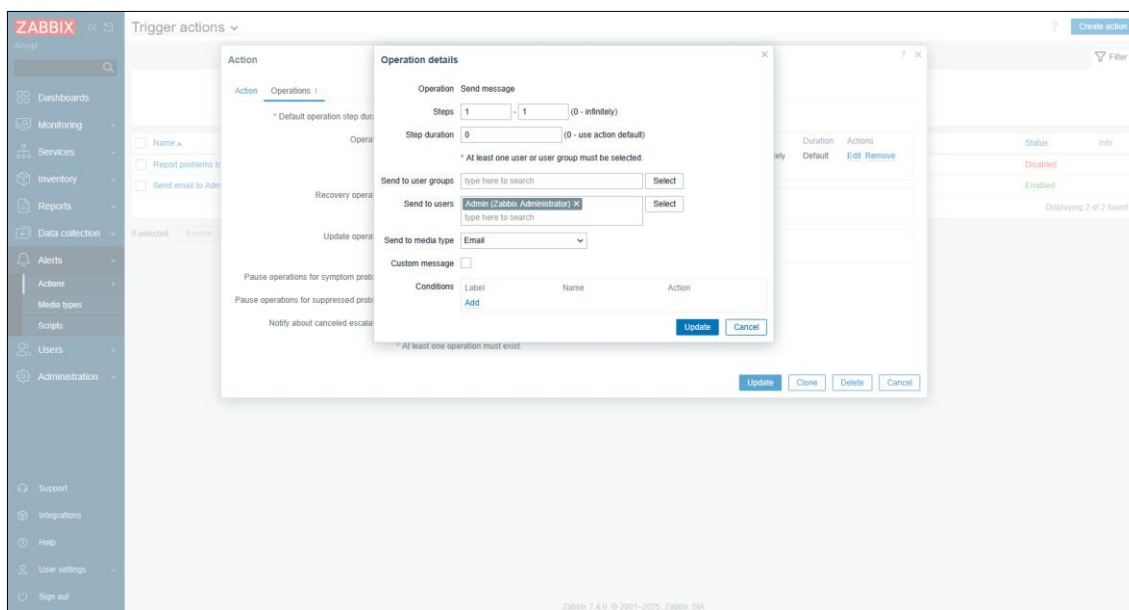 ZABBIX
Trigger actions
?
Create action
Filter
Dashboards
Monitoring
Services
Inventory
Reports
Data collection
Alerts
Actions
Media types
Scripts
Users
Administration
Support
Integrations
Help
User settings
Sign out
Name
Status
Info
Report problems to
Disabled
Send email to Adm
Enabled
Displaying 2 of 2 found
0 selected
Enable
Action
? ×
Action Operations 1
* Default operation step dur
Opera
Duration Actions
ely Default Edit Remove
Recovery opera
Update opera
Pause operations for symptom prob
Pause operations for suppressed prob
Notify about canceled escala
* At least one operation must exist.
Update Clone Delete Cancel
Operation details ×
Operation Send message
Steps 1 - 1 (0 - infinitely)
Step duration 0 (0 - use action default)
* At least one user or user group must be selected.
Send to user groups type here to search Select
Send to users Admin (Zabbix Administrator) × Select
type here to search
Send to media type Email
Custom message
Conditions Label Name Action
Add
Update Cancel
Zabbix 7.4.0. © 2001–2025, Zabbix SIA